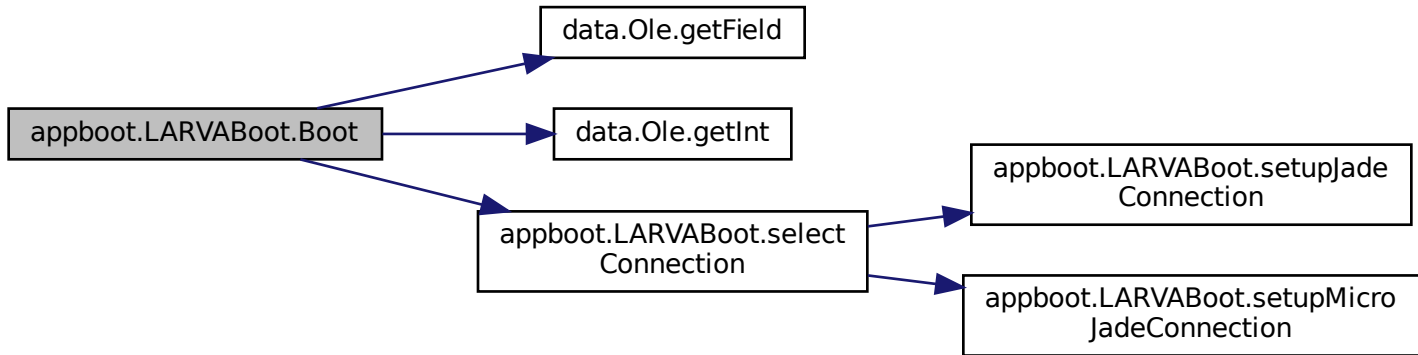 data.Ole.getField
appboot.LARVABoot.Boot
data.Ole.getInt
appboot.LARVABoot.select
Connection
appboot.LARVABoot.setupJade
Connection
appboot.LARVABoot.setupMicro
JadeConnection